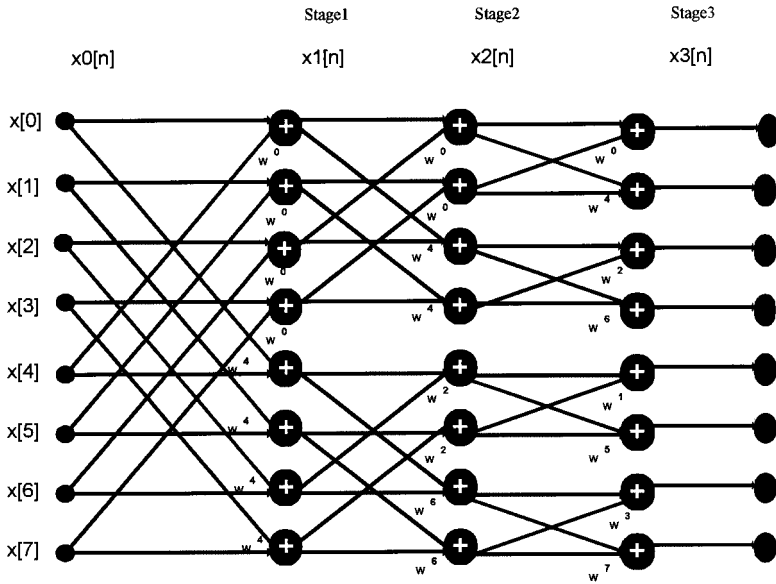 Stage1 Stage2 Stage3
x0[n] x1[n] x2[n] x3[n]
x[0]
w 0 w 0 w 0
x[1]
w 0 w 0 w 4
x[2]
w 0 w 4 w 2
x[3]
w 0 w 4 w 6
x[4]
w 4 w 2 w 1
x[5]
w 4 w 2 w 5
x[6]
w 4 w 6 w 3
x[7]
w 4 w 6 w 7